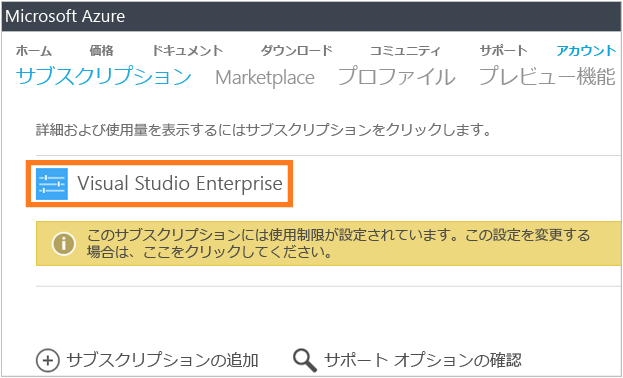 Microsoft Azure
ホーム 価格 ドキュメント ダウンロード コミュニティ サポート アカウント
サブスクリプション Marketplace プロファイル プレビュー機能
詳細および使用量を表示するにはサブスクリプションをクリックします。
Visual Studio Enterprise
このサブスクリプションには使用制限が設定されています。この設定を変更する
場合は、ここをクリックしてください。
サブスクリプションの追加 サポート オプションの確認